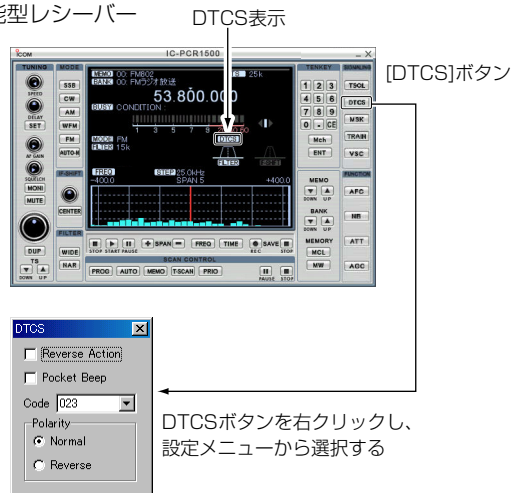 能型レシーバー
DTCS表示
[DTCS]ボタン
ICOM
IC-PCR1500
TUNING
MODE
TENKEY
SIGNALING
SPEED
DELAY
SET
AF GAIN
SQUELCH
MONI
MUTE
DUP
TS
DOWN UP
SSB
CW
AM
WFM
FM
AUTO-M
IF-SHIFT
CENTER
FILTER
WIDE
NAR
MEMO 00: FM802
TS 25k
BANK 00: FMラジオ放送
53.800.000
BUSY CONDITION
1 3 5 7 9
MODE FM
DTCS
FILTER 15k
FILTER
FREQ
STEP 25.0kHz
-400.0
SPAN 5
+400.0
STOP START PAUSE
+ SPAN -
FREQ
TIME
SAVE
REC STOP
SCAN CONTROL
PROG
AUTO
MEMO
T-SCAN
PRIO
PAUSE STOP
1 2 3
4 5 6
7 8 9
0 . CE
Mch
ENT
MEMO
DOWN UP
BANK
DOWN UP
MEMORY
MCL
MW
TSQL
DTCS
MSK
TRAIN
VSC
FUNCTION
AFC
NB
ATT
AGC
DTCS
Reverse Action
Pocket Beep
Code 023
Polarity
Normal
Reverse
DTCSボタンを右クリックし、
設定メニューから選択する